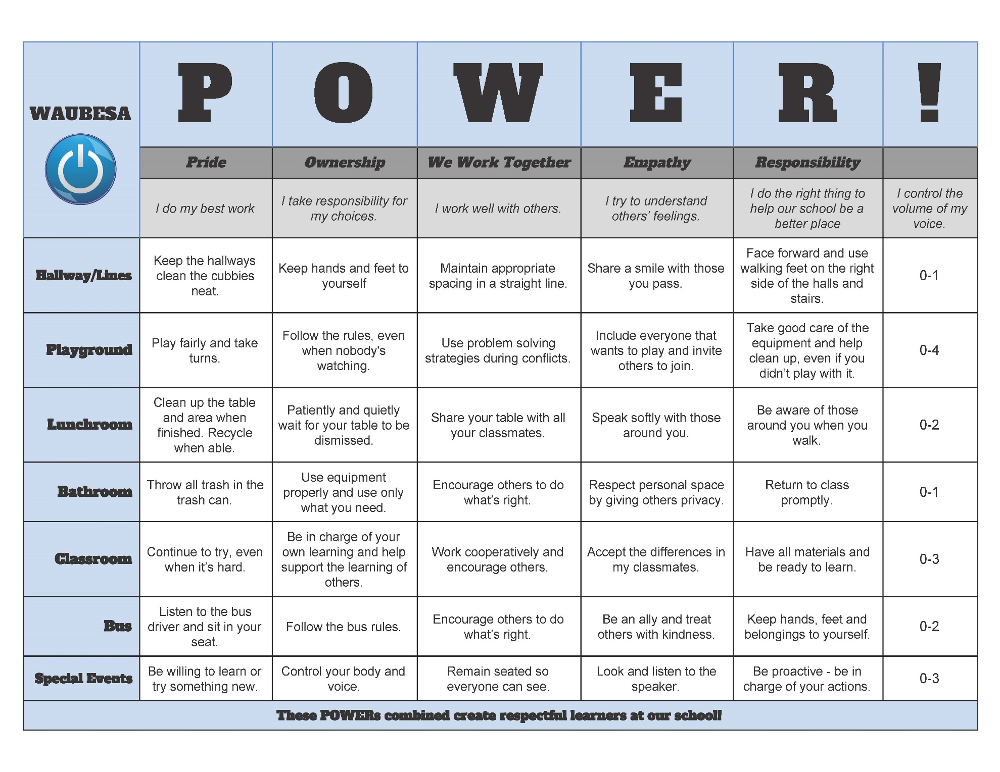 WAUBESA
P O W E R !
Pride
Ownership
We Work Together
Empathy
Responsibility
I do my best work
I take responsibility for
my choices.
I work well with others.
I try to understand
others’ feelings.
I do the right thing to
help our school be a
better place
I control the
volume of my
voice.
Hallway/Lines
Keep the hallways
clean the cubbies
neat.
Keep hands and feet to
yourself
Maintain appropriate
spacing in a straight line.
Share a smile with those
you pass.
Face forward and use
walking feet on the right
side of the halls and
stairs.
0-1
Playground
Play fairly and take
turns.
Follow the rules, even
when nobody's
watching.
Use problem solving
strategies during conflicts.
Include everyone that
wants to play and invite
others to join.
Take good care of the
equipment and help
clean up, even if you
didn’t play with it.
0-4
Lunchroom
Clean up the table
and area when
finished. Recycle
when able.
Patiently and quietly
wait for your table to be
dismissed.
Share your table with all
your classmates.
Speak softly with those
around you.
Be aware of those
around you when you
walk.
0-2
Bathroom
Throw all trash in the
trash can.
Use equipment
properly and use only
what you need.
Encourage others to do
what’s right.
Respect personal space
by giving others privacy.
Return to class
promptly.
0-1
Classroom
Continue to try, even
when it’s hard.
Be in charge of your
own learning and help
support the learning of
others.
Work cooperatively and
encourage others.
Accept the differences in
my classmates.
Have all materials and
be ready to learn.
0-3
Bus
Listen to the bus
driver and sit in your
seat.
Follow the bus rules.
Encourage others to do
what’s right.
Be an ally and treat
others with kindness.
Keep hands, feet and
belongings to yourself.
0-2
Special Events
Be willing to learn or
try something new.
Control your body and
voice.
Remain seated so
everyone can see.
Look and listen to the
speaker.
Be proactive - be in
charge of your actions.
0-3
These POWERs combined create respectful learners at our school!